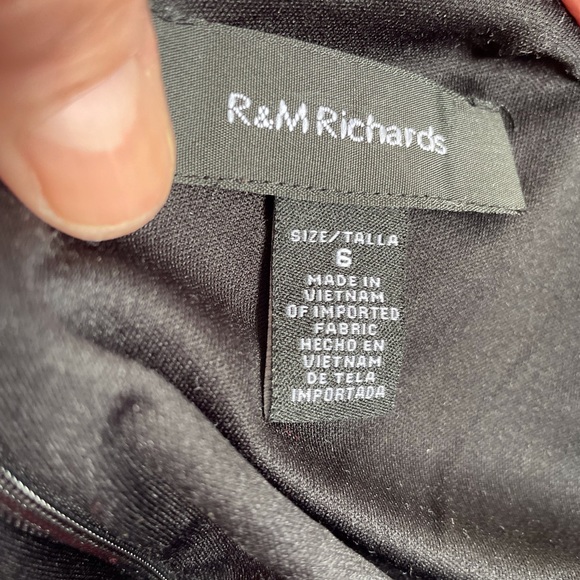 R&M Richards
SIZE/TALLA
6
MADE IN
VIETNAM
OF IMPORTED
FABRIC
HECHO EN
VIETNAM
DE TELA
IMPORTADA